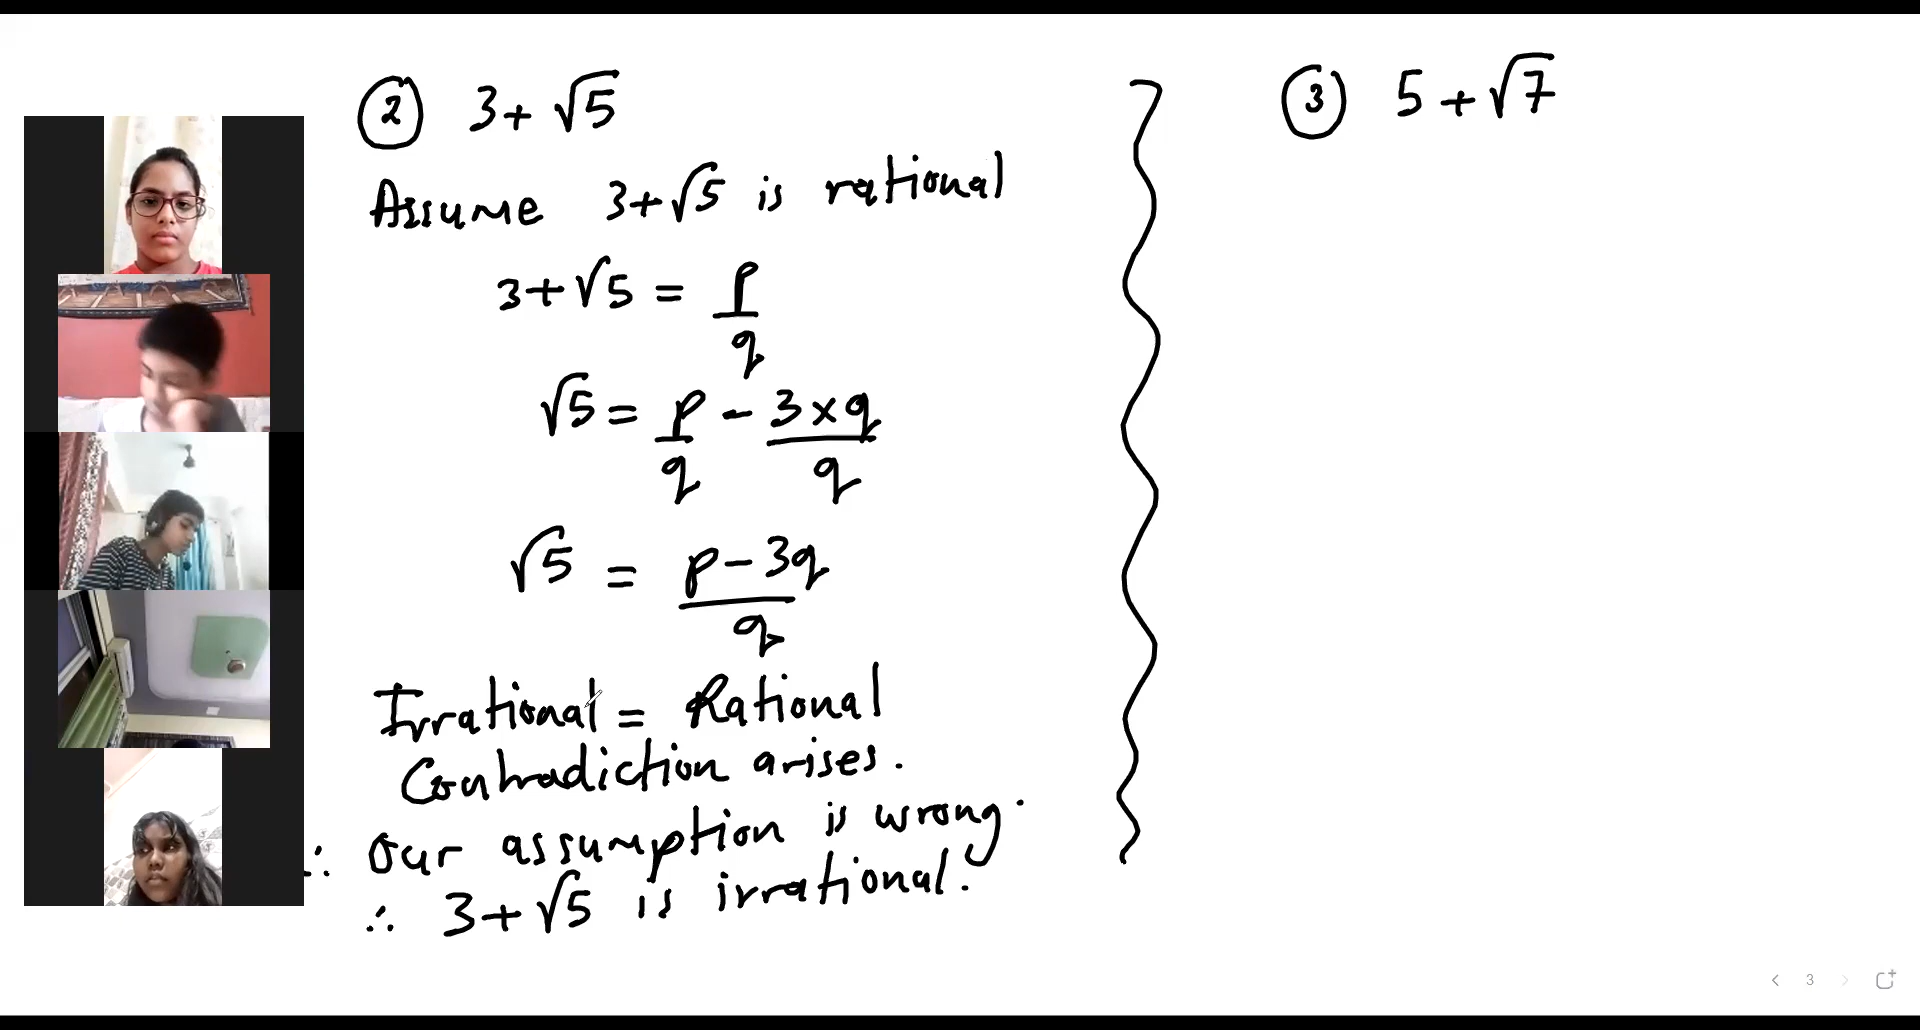 ② 3 + √5
Assume 3+√5 is rational
3+√5 = p/q
√5 = p/q - 3×q/q
√5 = p-3q/q
Irrational = Rational
Contradiction arises.
∴ Our assumption is wrong.
∴ 3+√5 is irrational.
③ 5 + √7
3